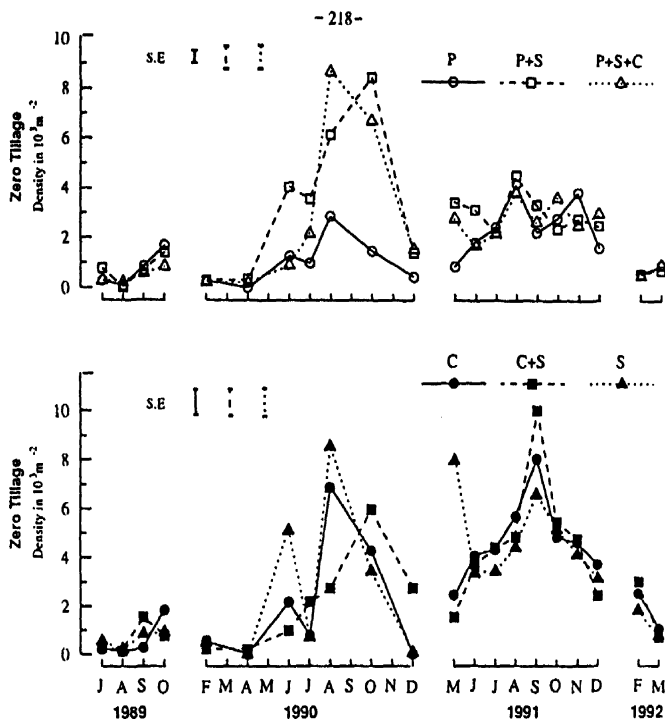 - 218 -
S.E P P+S P+S+C
10
8
6
4
2
0
Zero Tillage
Density in 10³m⁻²
C C+S S
S.E
10
8
6
4
2
0
Zero Tillage
Density in 10³m⁻²
J A S O F M A M J J A S O N D M J J A S O N D F M
1989 1990 1991 1992